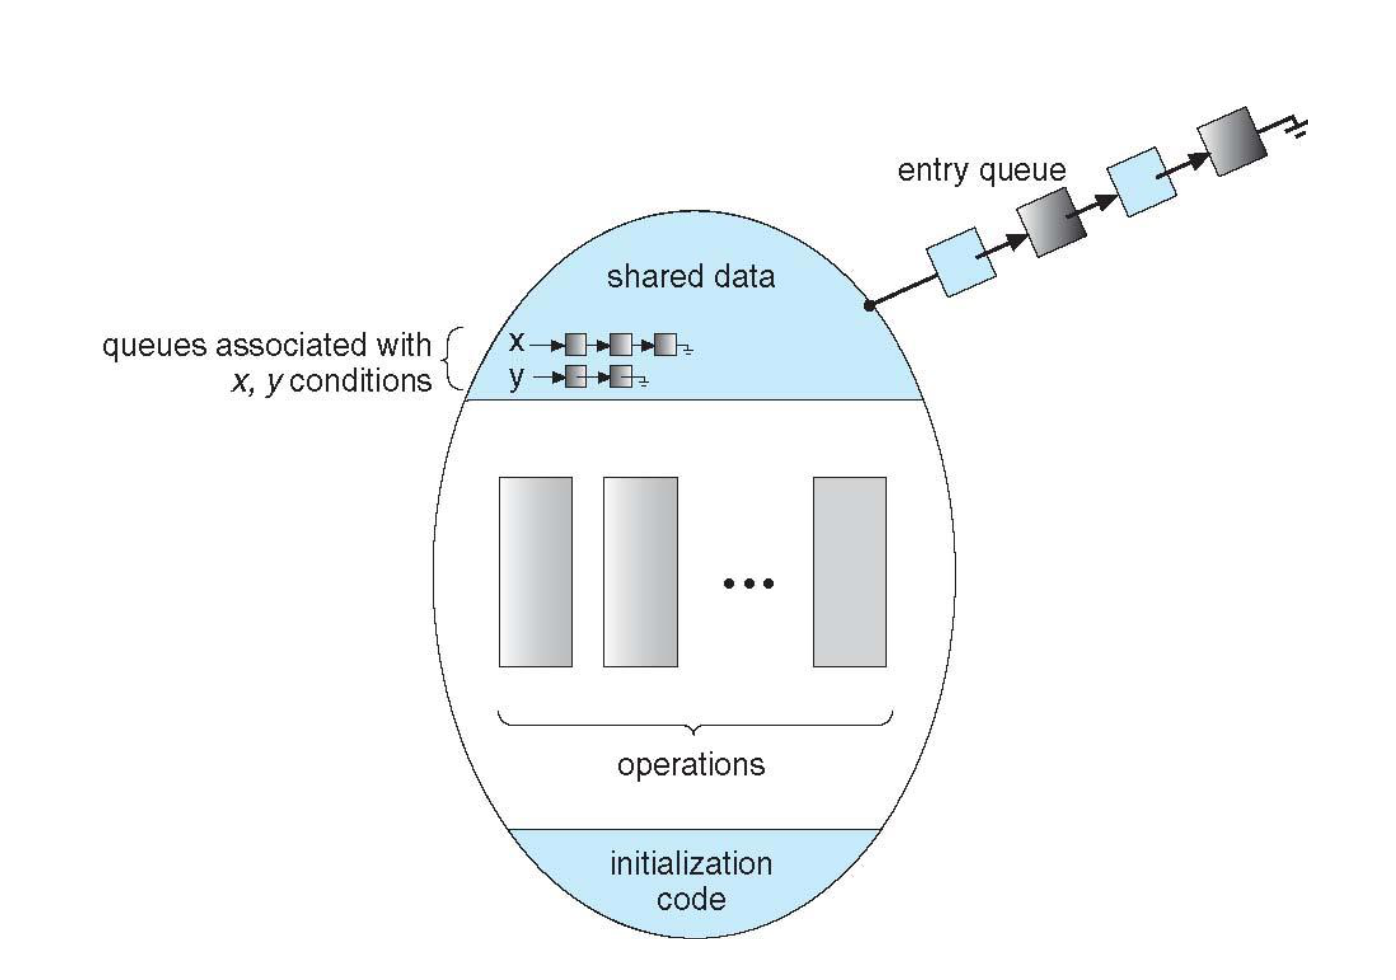 entry queue
shared data
queues associated with
x, y conditions
x
y
operations
initialization
code